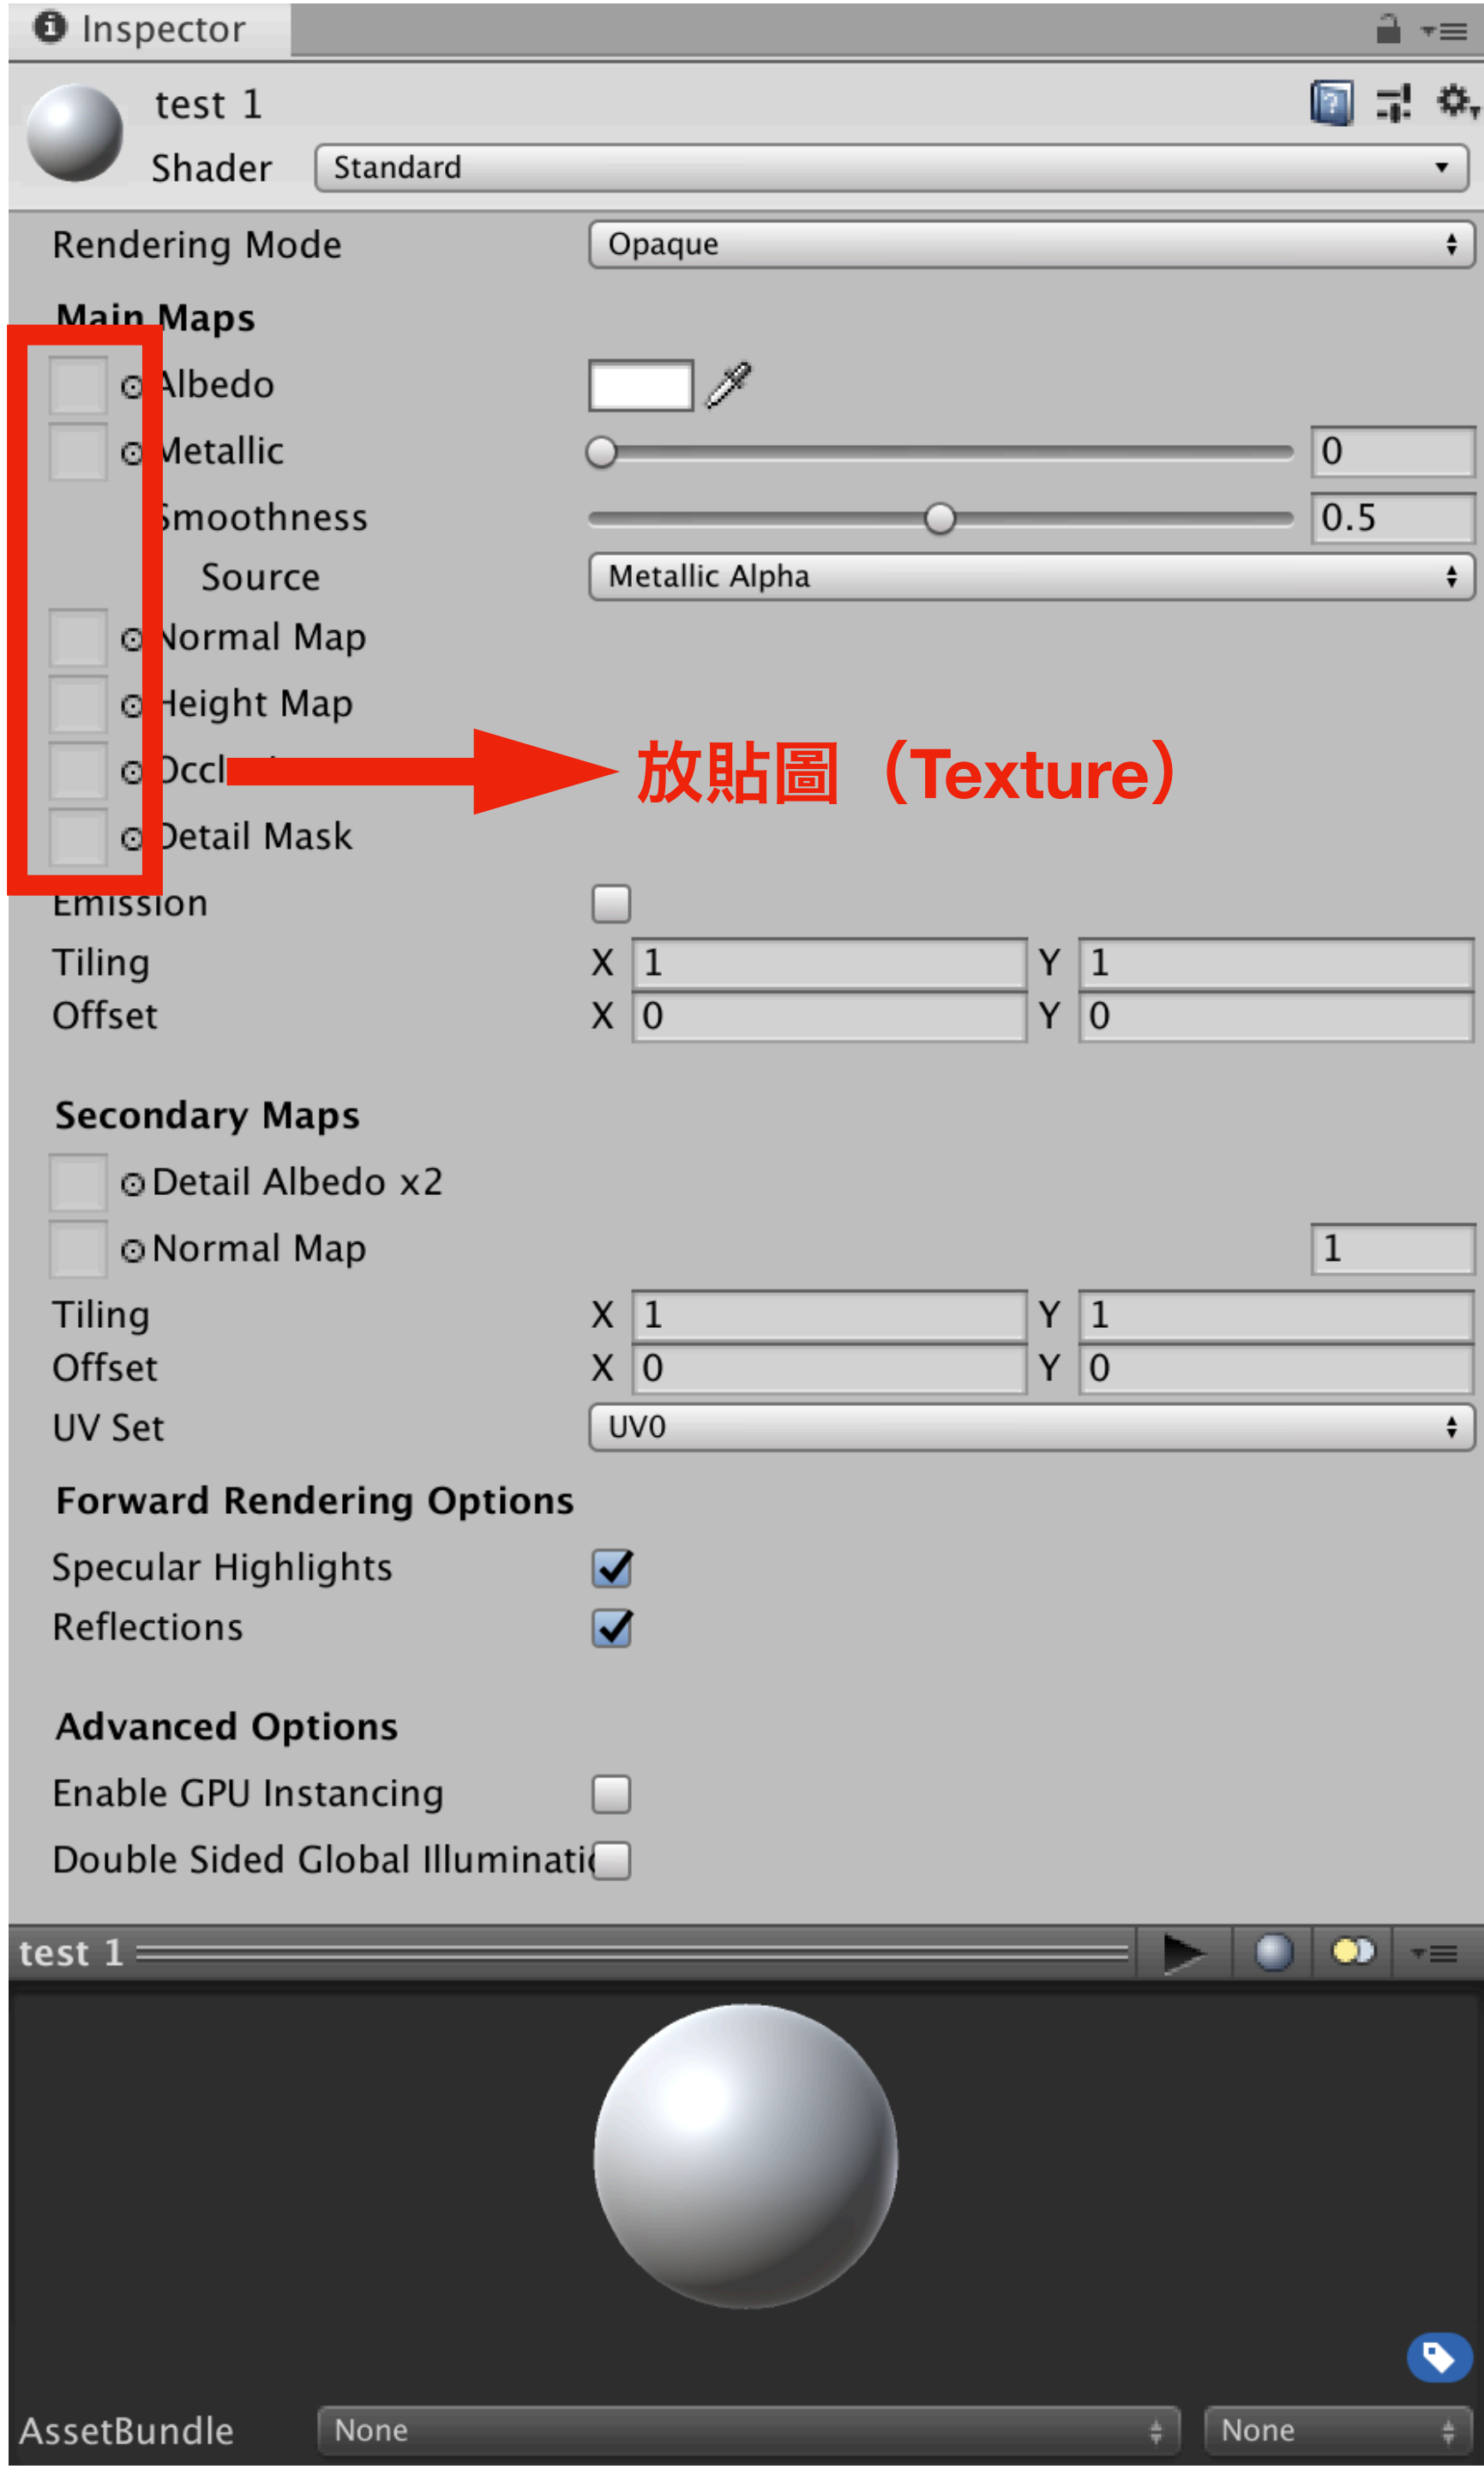 Inspector
test 1
Shader Standard
Rendering Mode Opaque
Main Maps
Albedo
Metallic 0
Smoothness 0.5
Source Metallic Alpha
Normal Map
Height Map
放貼圖（Texture）
Detail Mask
Emission
Tiling X 1 Y 1
Offset X 0 Y 0
Secondary Maps
Detail Albedo x2
Normal Map 1
Tiling X 1 Y 1
Offset X 0 Y 0
UV Set UV0
Forward Rendering Options
Specular Highlights
Reflections
Advanced Options
Enable GPU Instancing
Double Sided Global
test 1
AssetBundle None None